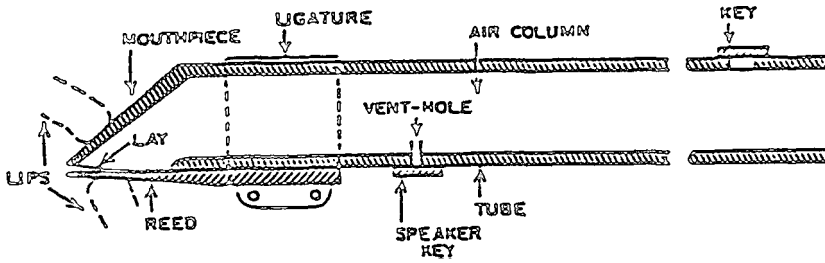 LIGATURE
KEY
MOUTHPIECE
AIR COLUMN
VENT-HOLE
LAY
LIPS
REED
TUBE
SPEAKER
KEY